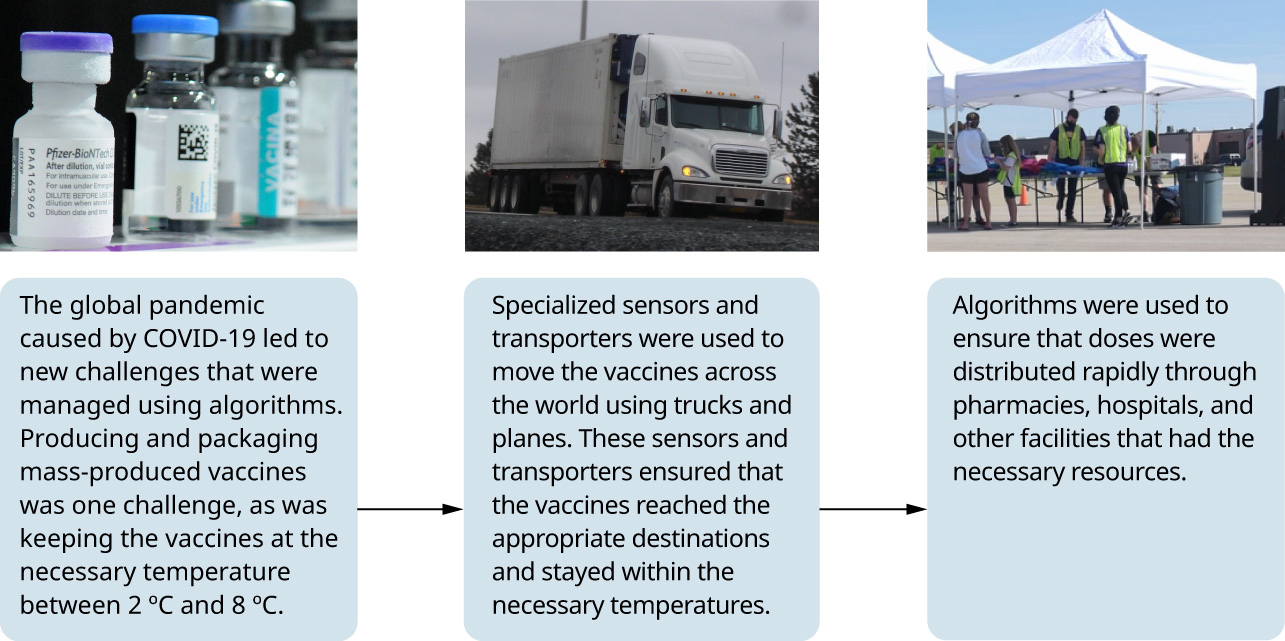 PAA165969
Pfizer-BioNTech
After dilution, vial
For intramuscular use
For use under
DILUTE BEFORE USE
dilution when stored
Dilution date and time
VACINA
The global pandemic
caused by COVID-19 led to
new challenges that were
managed using algorithms.
Producing and packaging
mass-produced vaccines
was one challenge, as was
keeping the vaccines at the
necessary temperature
between 2 ºC and 8 ºC.
Specialized sensors and
transporters were used to
move the vaccines across
the world using trucks and
planes. These sensors and
transporters ensured that
the vaccines reached the
appropriate destinations
and stayed within the
necessary temperatures.
Algorithms were used to
ensure that doses were
distributed rapidly through
pharmacies, hospitals, and
other facilities that had the
necessary resources.